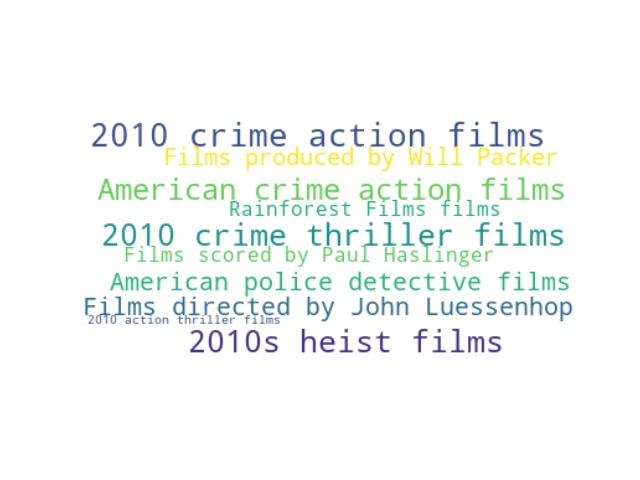 2010 crime action films
Films produced by Will Packer
American crime action films
Rainforest Films films
2010 crime thriller films
Films scored by Paul Haslinger
American police detective films
Films directed by John Luessenhop
2010 action thriller films
2010s heist films